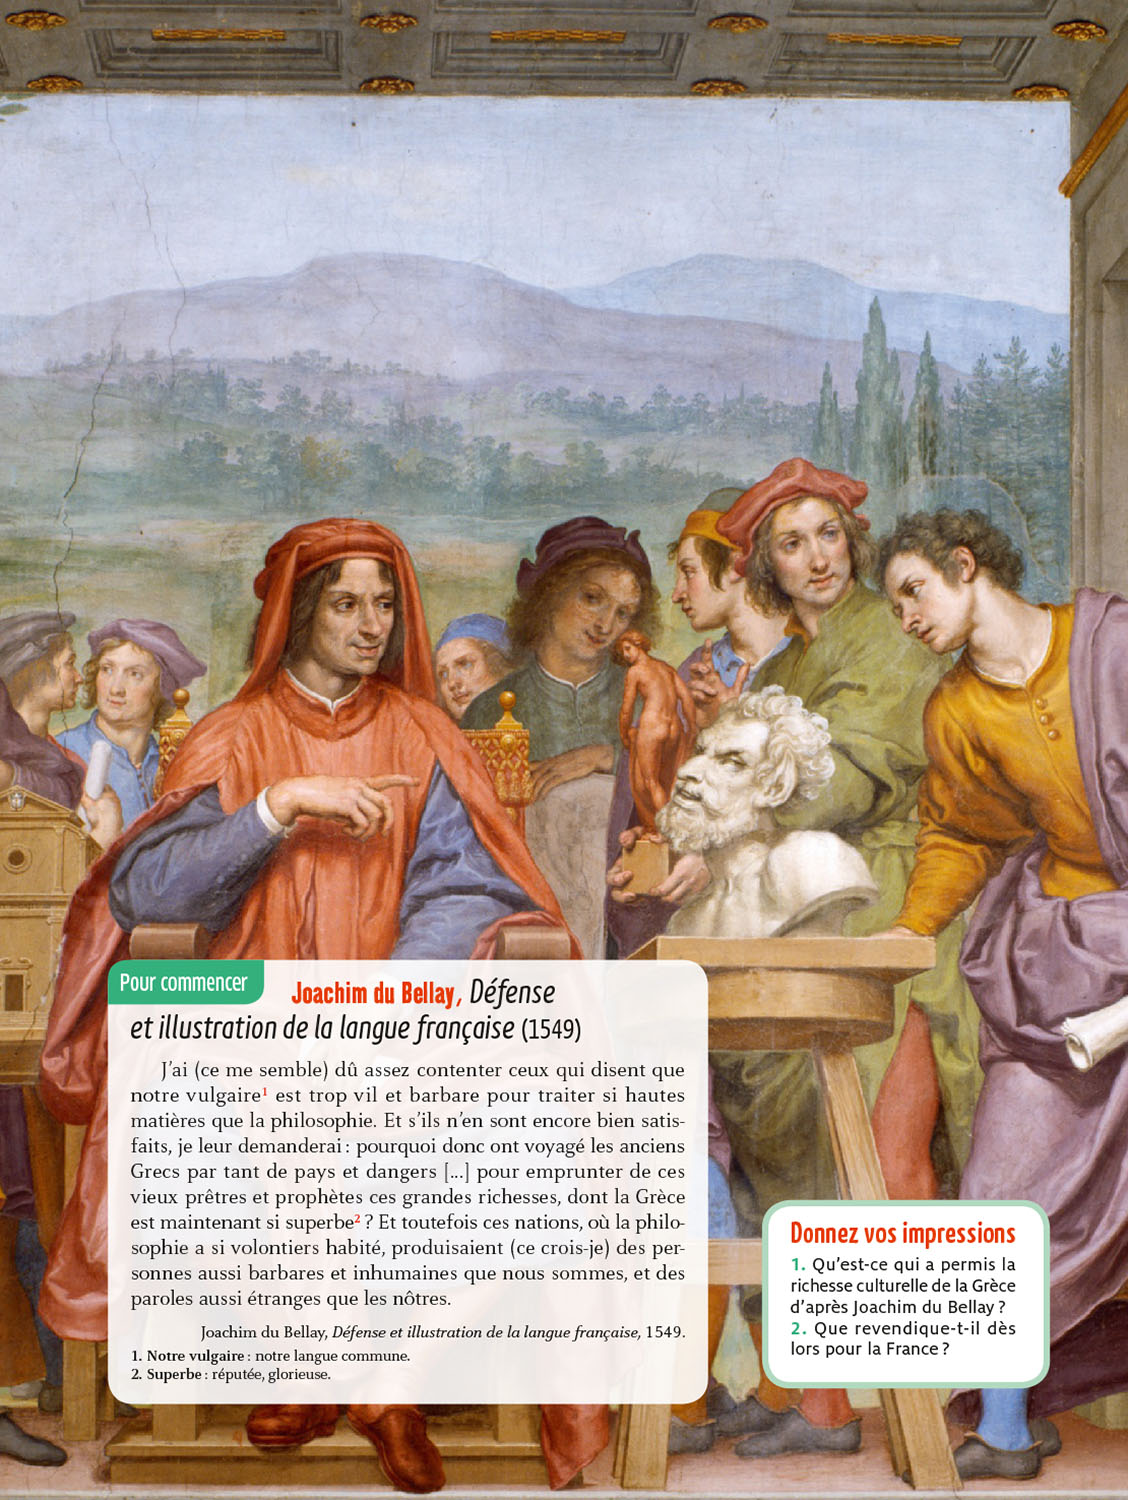 Pour commencer
Joachim du Bellay, Défense
et illustration de la langue française (1549)
J’ai (ce me semble) dû assez contenter ceux qui disent que
notre vulgaire¹ est trop vil et barbare pour traiter si hautes
matières que la philosophie. Et s’ils n’en sont encore bien satis-
faits, je leur demanderai : pourquoi donc ont voyagé les anciens
Grecs par tant de pays et dangers [...] pour emprunter de ces
vieux prêtres et prophètes ces grandes richesses, dont la Grèce
est maintenant si superbe² ? Et toutefois ces nations, où la philo-
sophie a si volontiers habité, produisaient (ce crois-je) des per-
sonnes aussi barbares et inhumaines que nous sommes, et des
paroles aussi étranges que les nôtres.
Joachim du Bellay, Défense et illustration de la langue française, 1549.
1. Notre vulgaire : notre langue commune.
2. Superbe : réputée, glorieuse.
Donnez vos impressions
1. Qu’est-ce qui a permis la
richesse culturelle de la Grèce
d’après Joachim du Bellay ?
2. Que revendique-t-il dès
lors pour la France ?